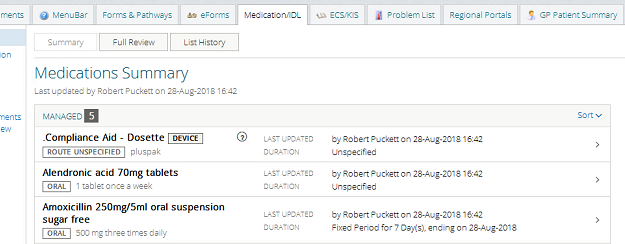 ments MenuBar Forms & Pathways eForms Medication/IDL ECS/KIS Problem List Regional Portals GP Patient Summary
Summary Full Review List History
ion
Medications Summary
Last updated by Robert Puckett on 28-Aug-2018 16:42
ments
ew
MANAGED 5 Sort
.Compliance Aid - Dosette DEVICE ? LAST UPDATED by Robert Puckett on 28-Aug-2018 16:42
ROUTE UNSPECIFIED pluspak DURATION Unspecified
Alendronic acid 70mg tablets LAST UPDATED by Robert Puckett on 28-Aug-2018 16:42
ORAL 1 tablet once a week DURATION Unspecified
Amoxicillin 250mg/5ml oral suspension
sugar free LAST UPDATED by Robert Puckett on 28-Aug-2018 16:42
ORAL 500 mg three times daily DURATION Fixed Period for 7 Day(s), ending on 28-Aug-2018